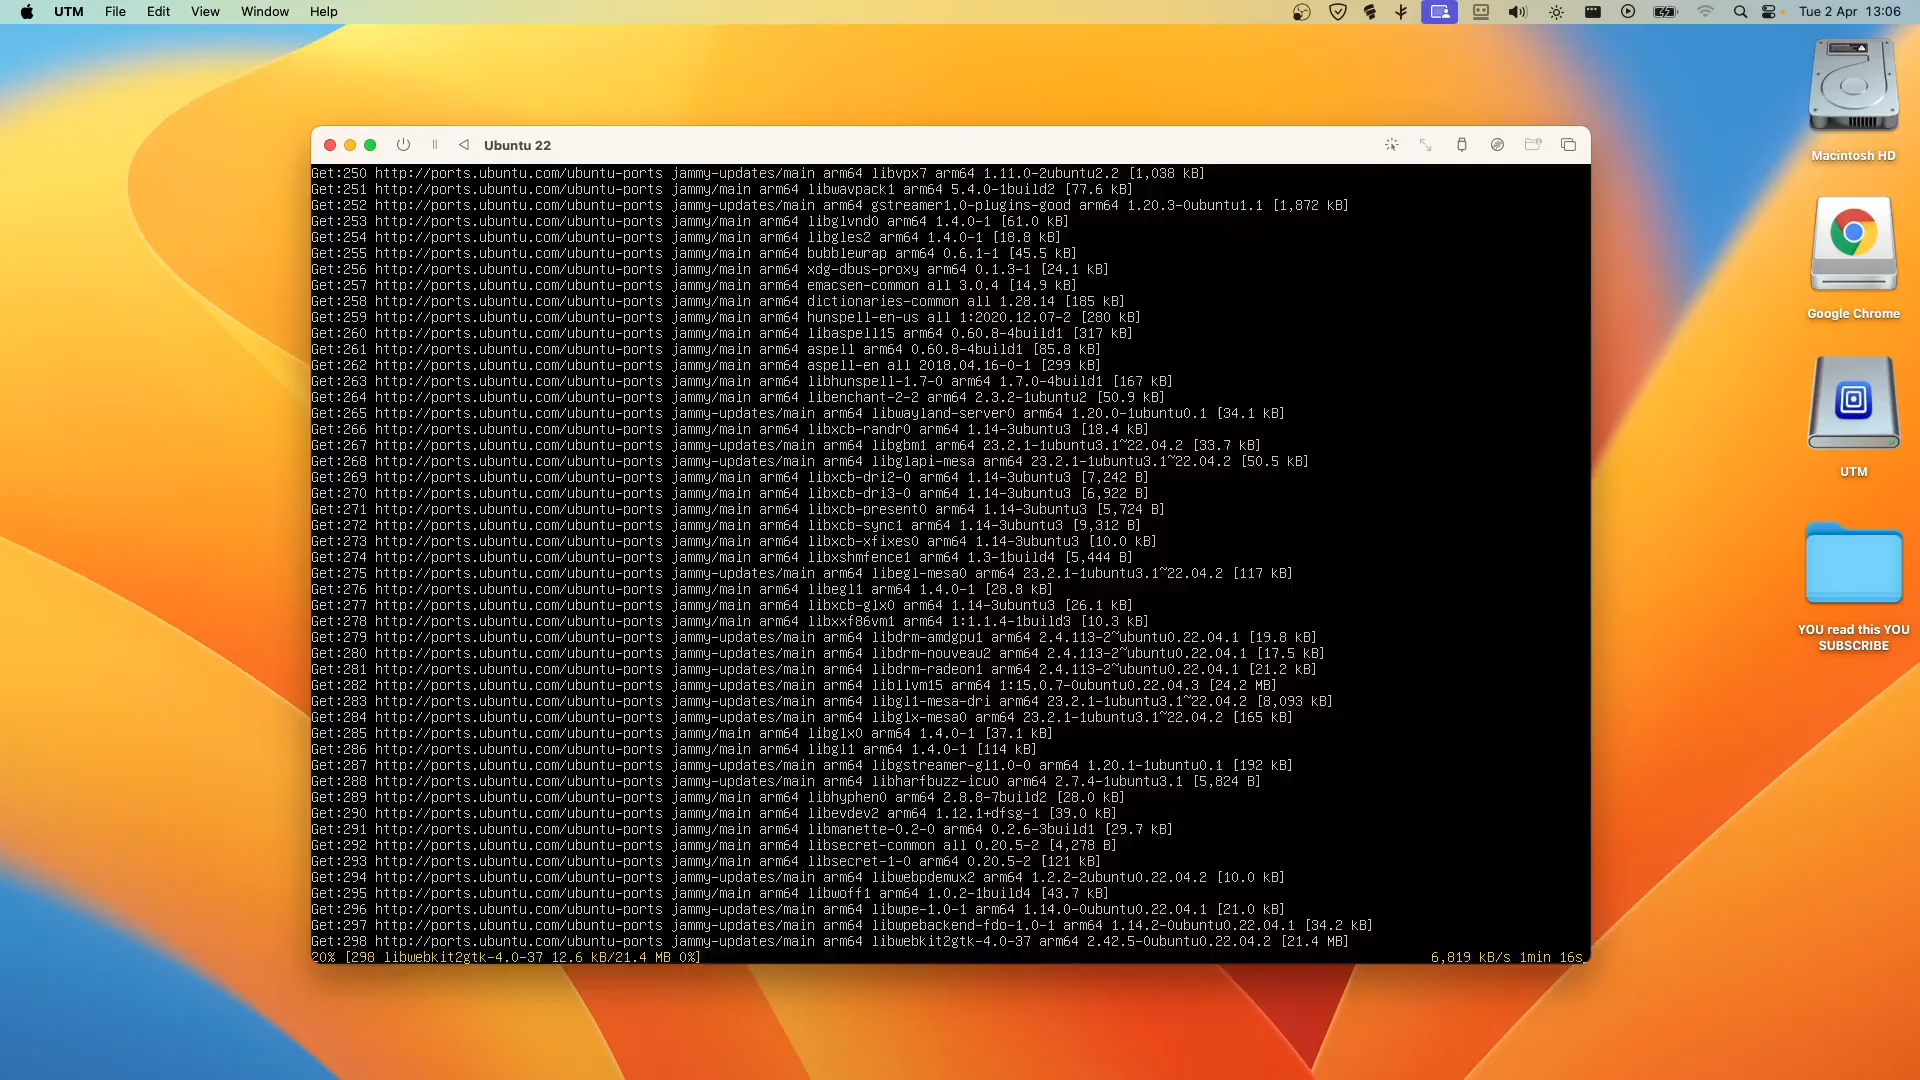 UTM File Edit View Window Help Tue 2 Apr 13:06
Ubuntu 22
Get:250 http://ports.ubuntu.com/ubuntu-ports jammy-updates/main arm64 libvpx7 arm64 1.11.0-2ubuntu2.2 [1,038 kB]
Get:251 http://ports.ubuntu.com/ubuntu-ports jammy/main arm64 libwavpack1 arm64 5.4.0-1build2 [77.6 kB]
Get:252 http://ports.ubuntu.com/ubuntu-ports jammy-updates/main arm64 gstreamer1.0-plugins-good arm64 1.20.3-0ubuntu1.1 [1,872 kB]
Get:253 http://ports.ubuntu.com/ubuntu-ports jammy/main arm64 libglvnd0 arm64 1.4.0-1 [61.0 kB]
Get:254 http://ports.ubuntu.com/ubuntu-ports jammy/main arm64 libgles2 arm64 1.4.0-1 [18.8 kB]
Get:255 http://ports.ubuntu.com/ubuntu-ports jammy/main arm64 bubblewrap arm64 0.6.1-1 [45.5 kB]
Get:256 http://ports.ubuntu.com/ubuntu-ports jammy/main arm64 xdg-dbus-proxy arm64 0.1.3-1 [24.1 kB]
Get:257 http://ports.ubuntu.com/ubuntu-ports jammy/main arm64 emacsen-common all 3.0.4 [14.9 kB]
Get:258 http://ports.ubuntu.com/ubuntu-ports jammy/main arm64 dictionaries-common all 1.28.14 [185 kB]
Get:259 http://ports.ubuntu.com/ubuntu-ports jammy/main arm64 hunspell-en-us all 1:2020.12.07-2 [280 kB]
Get:260 http://ports.ubuntu.com/ubuntu-ports jammy/main arm64 libaspell15 arm64 0.60.8-4build1 [317 kB]
Get:261 http://ports.ubuntu.com/ubuntu-ports jammy/main arm64 aspell arm64 0.60.8-4build1 [85.8 kB]
Get:262 http://ports.ubuntu.com/ubuntu-ports jammy/main arm64 aspell-en all 2018.04.16-0-1 [299 kB]
Get:263 http://ports.ubuntu.com/ubuntu-ports jammy/main arm64 libhunspell-1.7-0 arm64 1.7.0-4build1 [167 kB]
Get:264 http://ports.ubuntu.com/ubuntu-ports jammy/main arm64 libenchant-2-2 arm64 2.3.2-1ubuntu2 [50.9 kB]
Get:265 http://ports.ubuntu.com/ubuntu-ports jammy-updates/main arm64 libwayland-server0 arm64 1.20.0-1ubuntu0.1 [34.1 kB]
Get:266 http://ports.ubuntu.com/ubuntu-ports jammy/main arm64 libxcb-randr0 arm64 1.14-3ubuntu3 [18.4 kB]
Get:267 http://ports.ubuntu.com/ubuntu-ports jammy-updates/main arm64 libgbm1 arm64 23.2.1-1ubuntu3.1~22.04.2 [33.7 kB]
Get:268 http://ports.ubuntu.com/ubuntu-ports jammy-updates/main arm64 libglapi-mesa arm64 23.2.1-1ubuntu3.1~22.04.2 [50.5 kB]
Get:269 http://ports.ubuntu.com/ubuntu-ports jammy/main arm64 libxcb-dri2-0 arm64 1.14-3ubuntu3 [7,242 B]
Get:270 http://ports.ubuntu.com/ubuntu-ports jammy/main arm64 libxcb-dri3-0 arm64 1.14-3ubuntu3 [6,922 B]
Get:271 http://ports.ubuntu.com/ubuntu-ports jammy/main arm64 libxcb-present0 arm64 1.14-3ubuntu3 [5,724 B]
Get:272 http://ports.ubuntu.com/ubuntu-ports jammy/main arm64 libxcb-sync1 arm64 1.14-3ubuntu3 [9,312 B]
Get:273 http://ports.ubuntu.com/ubuntu-ports jammy/main arm64 libxcb-xfixes0 arm64 1.14-3ubuntu3 [10.0 kB]
Get:274 http://ports.ubuntu.com/ubuntu-ports jammy/main arm64 libxshmfence1 arm64 1.3-1build4 [5,444 B]
Get:275 http://ports.ubuntu.com/ubuntu-ports jammy-updates/main arm64 libegl-mesa0 arm64 23.2.1-1ubuntu3.1~22.04.2 [117 kB]
Get:276 http://ports.ubuntu.com/ubuntu-ports jammy/main arm64 libegl1 arm64 1.4.0-1 [28.8 kB]
Get:277 http://ports.ubuntu.com/ubuntu-ports jammy/main arm64 libxcb-glx0 arm64 1.14-3ubuntu3 [26.1 kB]
Get:278 http://ports.ubuntu.com/ubuntu-ports jammy/main arm64 libxxf86vm1 arm64 1:1.1.4-1build3 [10.3 kB]
Get:279 http://ports.ubuntu.com/ubuntu-ports jammy-updates/main arm64 libdrm-amdgpu1 arm64 2.4.113-2~ubuntu0.22.04.1 [19.8 kB]
Get:280 http://ports.ubuntu.com/ubuntu-ports jammy-updates/main arm64 libdrm-nouveau2 arm64 2.4.113-2~ubuntu0.22.04.1 [17.5 kB]
Get:281 http://ports.ubuntu.com/ubuntu-ports jammy-updates/main arm64 libdrm-radeon1 arm64 2.4.113-2~ubuntu0.22.04.1 [21.2 kB]
Get:282 http://ports.ubuntu.com/ubuntu-ports jammy-updates/main arm64 libllvm15 arm64 1:15.0.7-0ubuntu0.22.04.3 [24.2 MB]
Get:283 http://ports.ubuntu.com/ubuntu-ports jammy-updates/main arm64 libgl1-mesa-dri arm64 23.2.1-1ubuntu3.1~22.04.2 [8,093 kB]
Get:284 http://ports.ubuntu.com/ubuntu-ports jammy-updates/main arm64 libglx-mesa0 arm64 23.2.1-1ubuntu3.1~22.04.2 [165 kB]
Get:285 http://ports.ubuntu.com/ubuntu-ports jammy/main arm64 libglx0 arm64 1.4.0-1 [37.1 kB]
Get:286 http://ports.ubuntu.com/ubuntu-ports jammy/main arm64 libgl1 arm64 1.4.0-1 [114 kB]
Get:287 http://ports.ubuntu.com/ubuntu-ports jammy-updates/main arm64 libgstreamer-gl1.0-0 arm64 1.20.1-1ubuntu0.1 [192 kB]
Get:288 http://ports.ubuntu.com/ubuntu-ports jammy-updates/main arm64 libharfbuzz-icu0 arm64 2.7.4-1ubuntu3.1 [5,824 B]
Get:289 http://ports.ubuntu.com/ubuntu-ports jammy/main arm64 libhyphen0 arm64 2.8.8-7build2 [28.0 kB]
Get:290 http://ports.ubuntu.com/ubuntu-ports jammy/main arm64 libevdev2 arm64 1.12.1+dfsg-1 [39.0 kB]
Get:291 http://ports.ubuntu.com/ubuntu-ports jammy/main arm64 libmanette-0.2-0 arm64 0.2.6-3build1 [29.7 kB]
Get:292 http://ports.ubuntu.com/ubuntu-ports jammy/main arm64 libsecret-common all 0.20.5-2 [4,278 B]
Get:293 http://ports.ubuntu.com/ubuntu-ports jammy/main arm64 libsecret-1-0 arm64 0.20.5-2 [121 kB]
Get:294 http://ports.ubuntu.com/ubuntu-ports jammy-updates/main arm64 libwebpdemux2 arm64 1.2.2-2ubuntu0.22.04.2 [10.0 kB]
Get:295 http://ports.ubuntu.com/ubuntu-ports jammy/main arm64 libwoff1 arm64 1.0.2-1build4 [43.7 kB]
Get:296 http://ports.ubuntu.com/ubuntu-ports jammy-updates/main arm64 libwpe-1.0-1 arm64 1.14.0-0ubuntu0.22.04.1 [21.0 kB]
Get:297 http://ports.ubuntu.com/ubuntu-ports jammy-updates/main arm64 libwpebackend-fdo-1.0-1 arm64 1.14.2-0ubuntu0.22.04.1 [34.2 kB]
Get:298 http://ports.ubuntu.com/ubuntu-ports jammy-updates/main arm64 libwebkit2gtk-4.0-37 arm64 2.42.5-0ubuntu0.22.04.2 [21.4 MB]
20% [298 libwebkit2gtk-4.0-37 12.6 kB/21.4 MB 0%] 6,819 kB/s 1min 16s
Macintosh HD
Google Chrome
UTM
YOU read this YOU
SUBSCRIBE